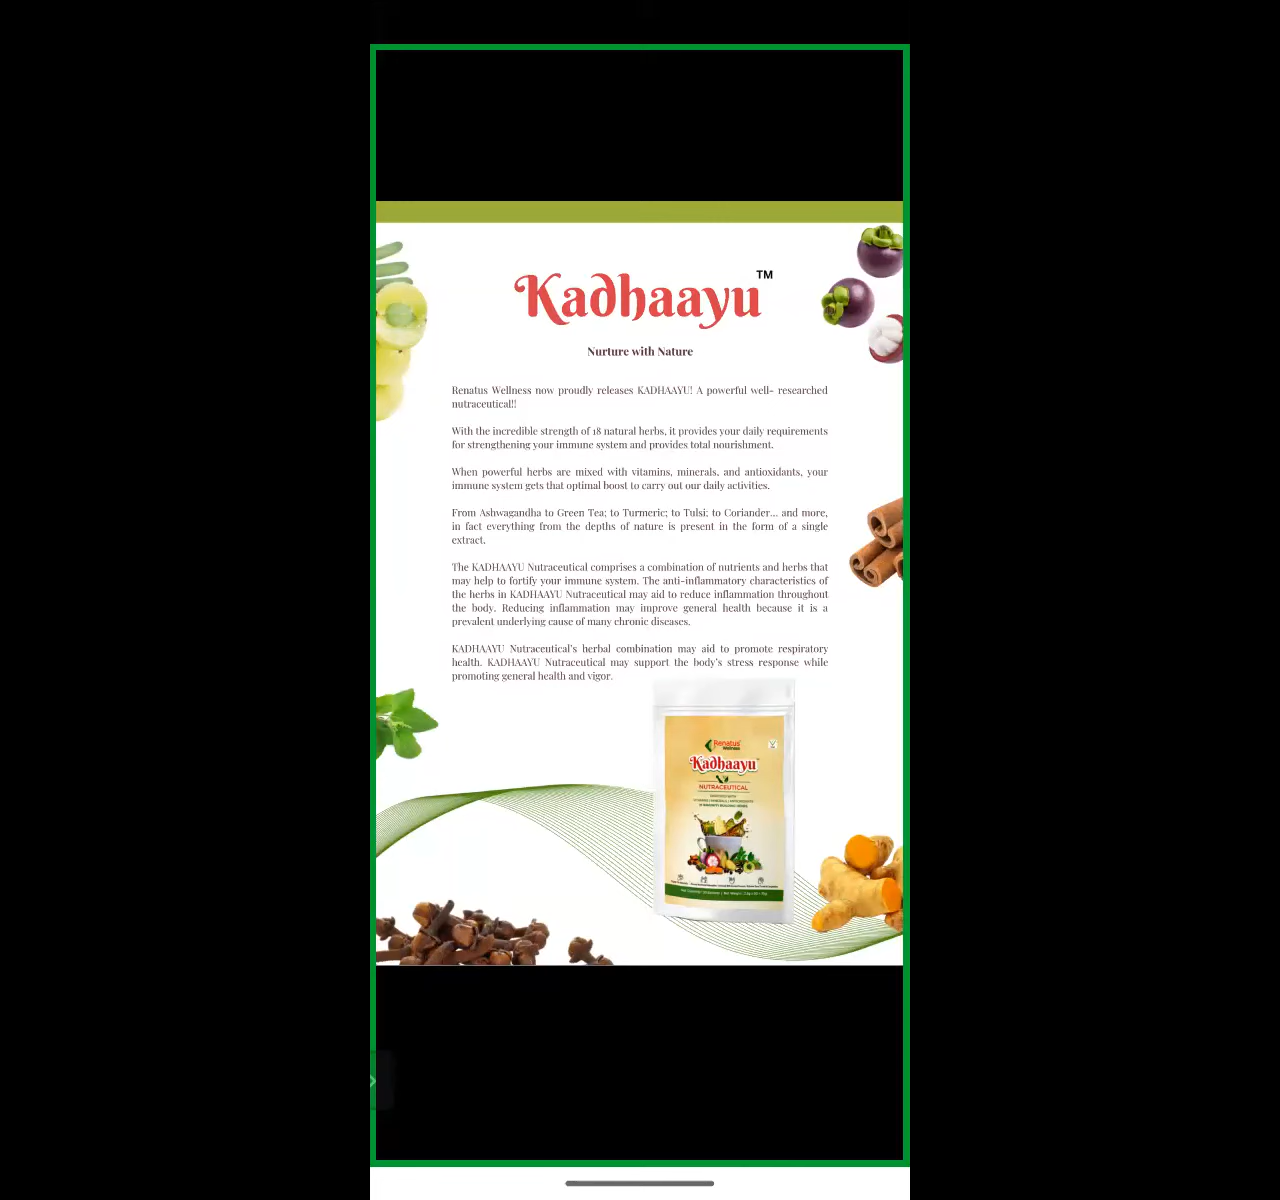 Kadhaayu™
Nurture with Nature
Renatus Wellness now proudly releases KADHAAYU! A powerful well- researched
nutraceutical!!
With the incredible strength of 18 natural herbs, it provides your daily requirements
for strengthening your immune system and provides total nourishment.
When powerful herbs are mixed with vitamins, minerals, and antioxidants, your
immune system gets that optimal boost to carry out our daily activities.
From Ashwagandha to Green Tea; to Turmeric; to Tulsi; to Coriander... and more,
in fact everything from the depths of nature is present in the form of a single
extract.
The KADHAAYU Nutraceutical comprises a combination of nutrients and herbs that
may help to fortify your immune system. The anti-inflammatory characteristics of
the herbs in KADHAAYU Nutraceutical may aid to reduce inflammation throughout
the body. Reducing inflammation may improve general health because it is a
prevalent underlying cause of many chronic diseases.
KADHAAYU Nutraceutical's herbal combination may aid to promote respiratory
health. KADHAAYU Nutraceutical may support the body's stress response while
promoting general health and vigor.
Renatus
Wellness
Kadhaayu
NUTRACEUTICAL